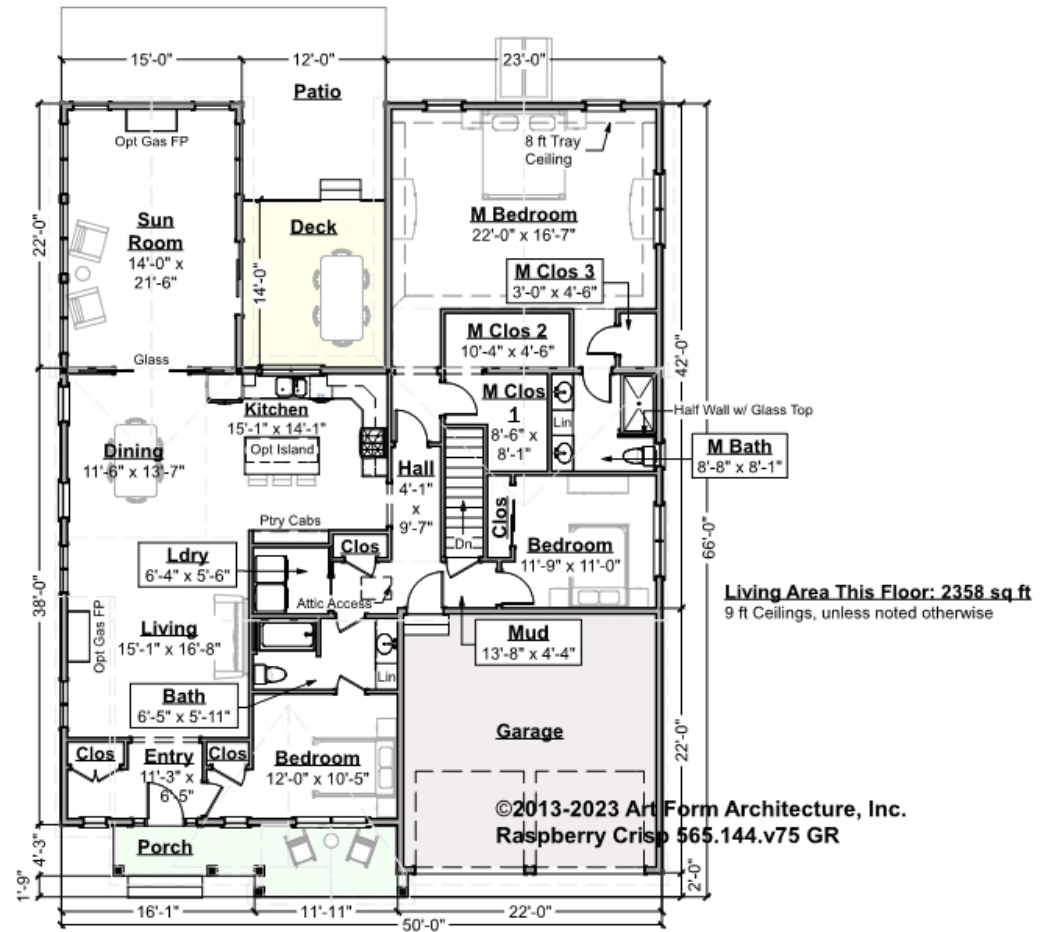 15'-0"
12'-0"
23'-0"
Patio
Opt Gas FP
8 ft Tray
Ceiling
22'-0"
Sun
Room
14'-0" x
21'-6"
Deck
14'-0"
M Bedroom
22'-0" x 16'-7"
M Clos 3
3'-0" x 4'-6"
M Clos 2
10'-4" x 4'-6"
42'-0"
Glass
Kitchen
15'-1" x 14'-1"
Opt Island
M Clos
1
8'-6" x
8'-1"
Lin
Half Wall w/ Glass Top
M Bath
8'-8" x 8'-1"
Dining
11'-6" x 13'-7"
Hall
4'-1"
x
9'-7"
Clos
Ptry Cabs
Dn
Bedroom
11'-9" x 11'-0"
66'-0"
Clos
Ldry
6'-4" x 5'-6"
Attic Access
38'-0"
Living Area This Floor: 2358 sq ft
9 ft Ceilings, unless noted otherwise
Opt Gas FP
Living
15'-1" x 16'-8"
Mud
13'-8" x 4'-4"
Lin
Bath
6'-5" x 5'-11"
Garage
22'-0"
Clos
Entry
11'-3" x
6'-5"
Clos
Bedroom
12'-0" x 10'-5"
©2013-2023 Art Form Architecture, Inc.
Raspberry Crisp 565.144.v75 GR
Porch
4'-3"
1'-9"
2'-0"
16'-1"
11'-11"
22'-0"
50'-0"